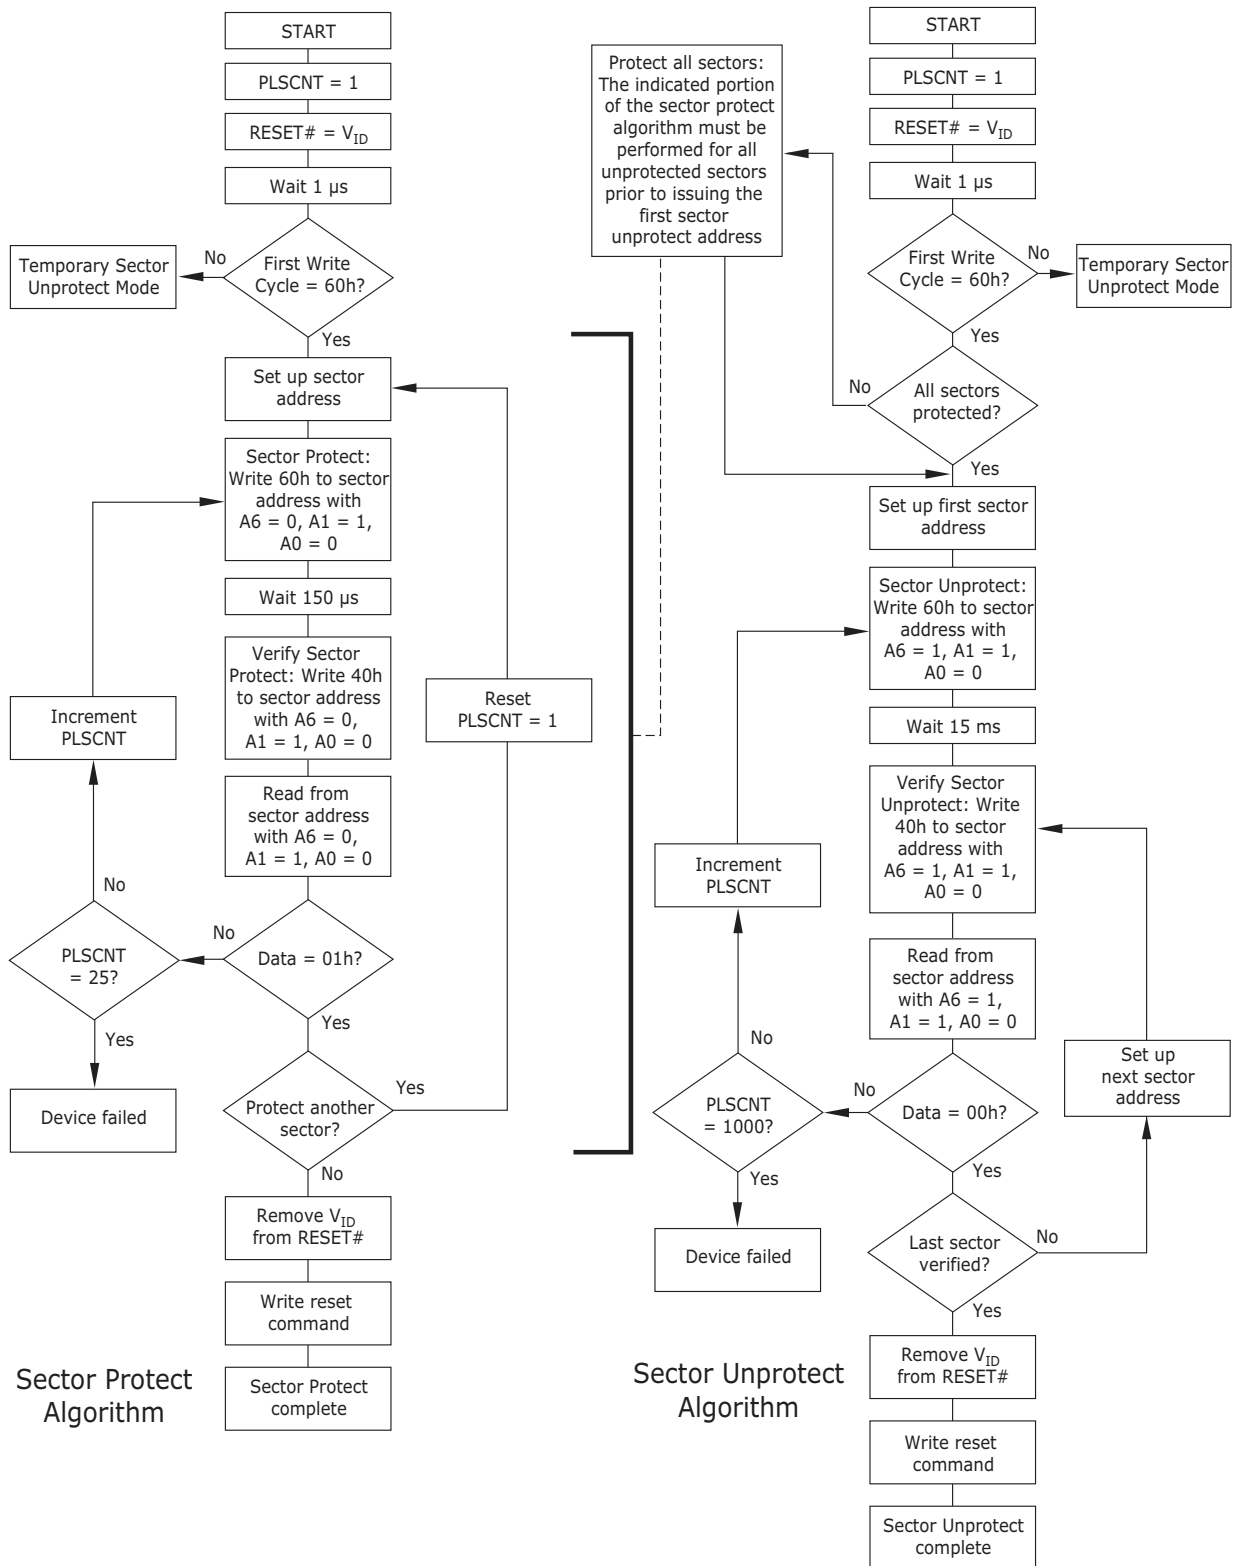 START
PLSCNT = 1
RESET# = VID
Wait 1 µs
First Write
Cycle = 60h?
No
Temporary Sector
Unprotect Mode
Yes
Set up sector
address
Sector Protect:
Write 60h to sector
address with
A6 = 0, A1 = 1,
A0 = 0
Wait 150 µs
Verify Sector
Protect: Write 40h
to sector address
with A6 = 0,
A1 = 1, A0 = 0
Increment
PLSCNT
Reset
PLSCNT = 1
Read from
sector address
with A6 = 0,
A1 = 1, A0 = 0
No
PLSCNT
= 25?
No
Data = 01h?
Yes
Yes
Device failed
Protect another
sector?
Yes
No
Remove VID
from RESET#
Write reset
command
Sector Protect
complete
Sector Protect
Algorithm
Protect all sectors:
The indicated portion
of the sector protect
algorithm must be
performed for all
unprotected sectors
prior to issuing the
first sector
unprotect address
START
PLSCNT = 1
RESET# = VID
Wait 1 µs
First Write
Cycle = 60h?
No
Temporary Sector
Unprotect Mode
Yes
No
All sectors
protected?
Yes
Set up first sector
address
Sector Unprotect:
Write 60h to sector
address with
A6 = 1, A1 = 1,
A0 = 0
Wait 15 ms
Verify Sector
Unprotect: Write
40h to sector
address with
A6 = 1, A1 = 1,
A0 = 0
Increment
PLSCNT
Read from
sector address
with A6 = 1,
A1 = 1, A0 = 0
No
PLSCNT
= 1000?
No
Data = 00h?
Set up
next sector
address
Yes
Yes
Device failed
Last sector
verified?
No
Yes
Remove VID
from RESET#
Write reset
command
Sector Unprotect
complete
Sector Unprotect
Algorithm